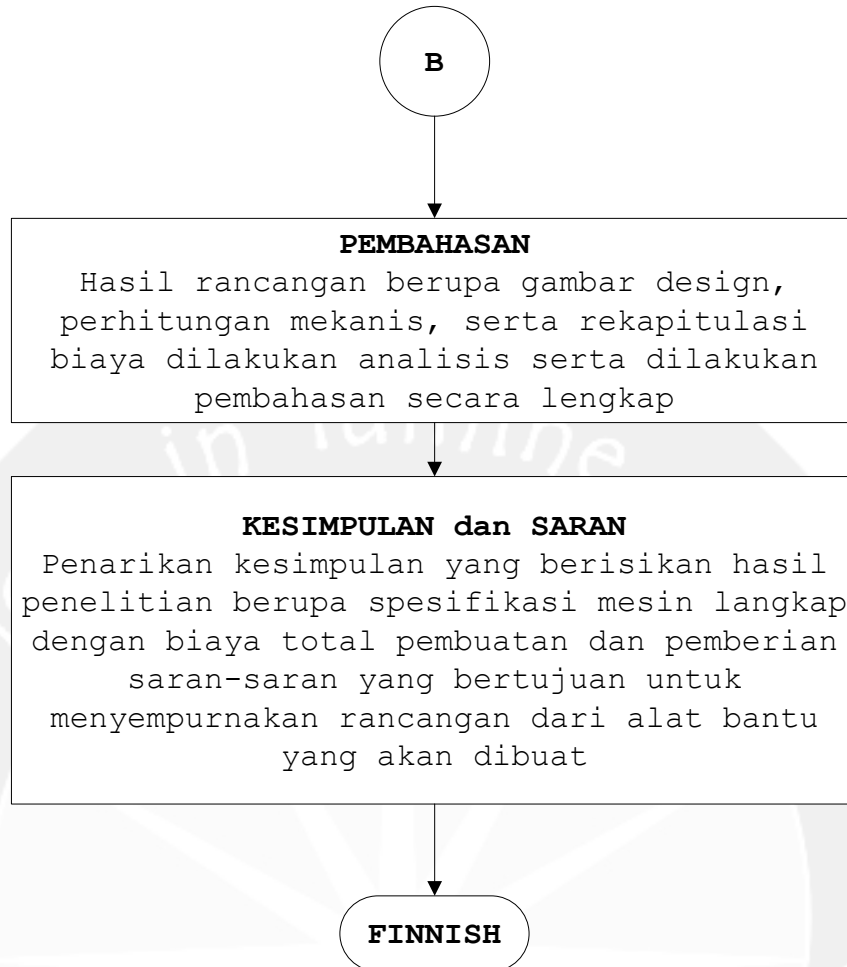 B
PEMBAHASAN
Hasil rancangan berupa gambar design,
perhitungan mekanis, serta rekapitulasi
biaya dilakukan analisis serta dilakukan
pembahasan secara lengkap
in lumine
KESIMPULAN dan SARAN
Penarikan kesimpulan yang berisikan hasil
penelitian berupa spesifikasi mesin langkap
dengan biaya total pembuatan dan pemberian
saran-saran yang bertujuan untuk
menyempurnakan rancangan dari alat bantu
yang akan dibuat
FINNISH